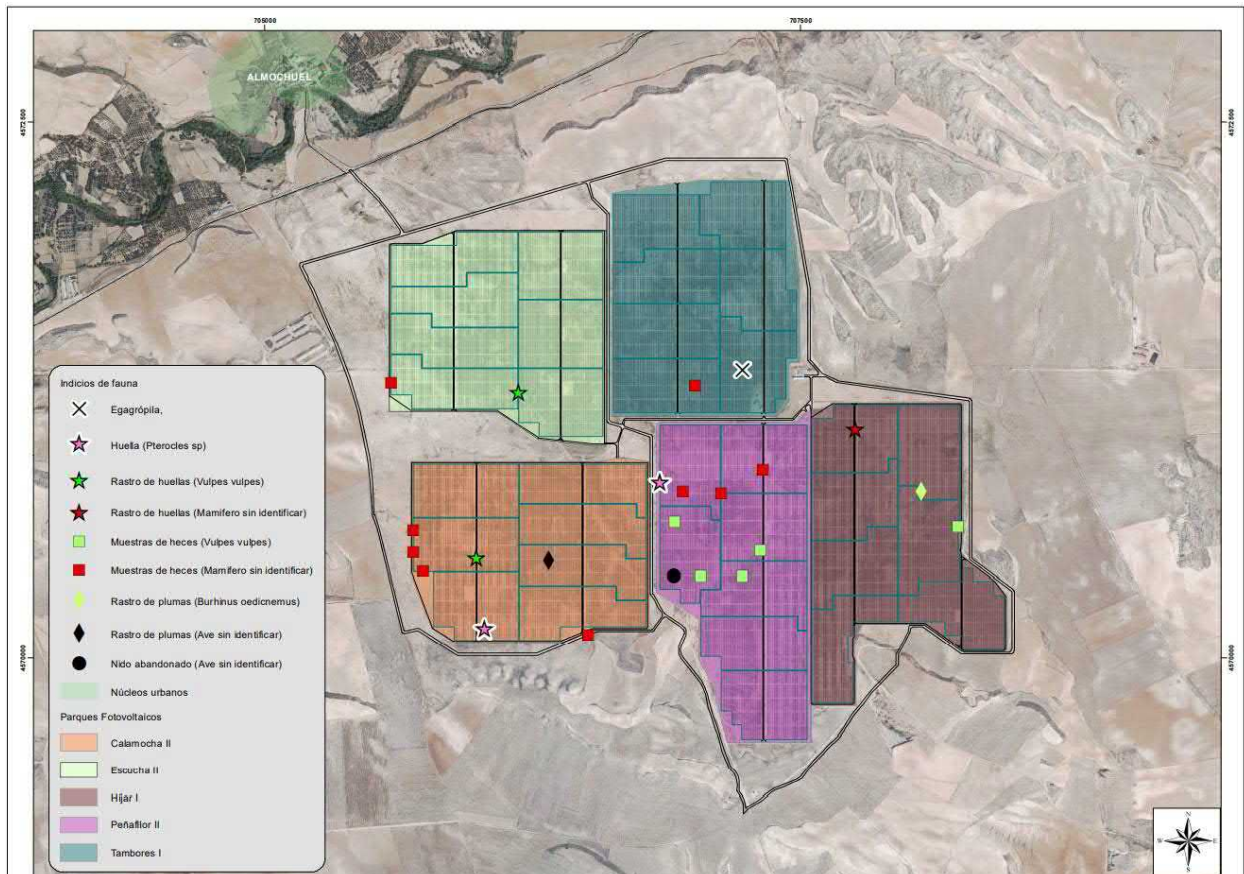 705000
707500
4572500
4572500
ALMOCHUEL
Indicios de fauna
Egagrópila,
Huella (Pterocles sp)
Rastro de huellas (Vulpes vulpes)
Rastro de huellas (Mamifero sin identificar)
Muestras de heces (Vulpes vulpes)
Muestras de heces (Mamifero sin identificar)
Rastro de plumas (Burhinus oedicnemus)
Rastro de plumas (Ave sin identificar)
Nido abandonado (Ave sin identificar)
Núcleos urbanos
Parques Fotovoltaicos
Calamocha II
Escucha II
Híjar I
Peñaflor II
Tambores I
4570000
4570000
N
W E
S